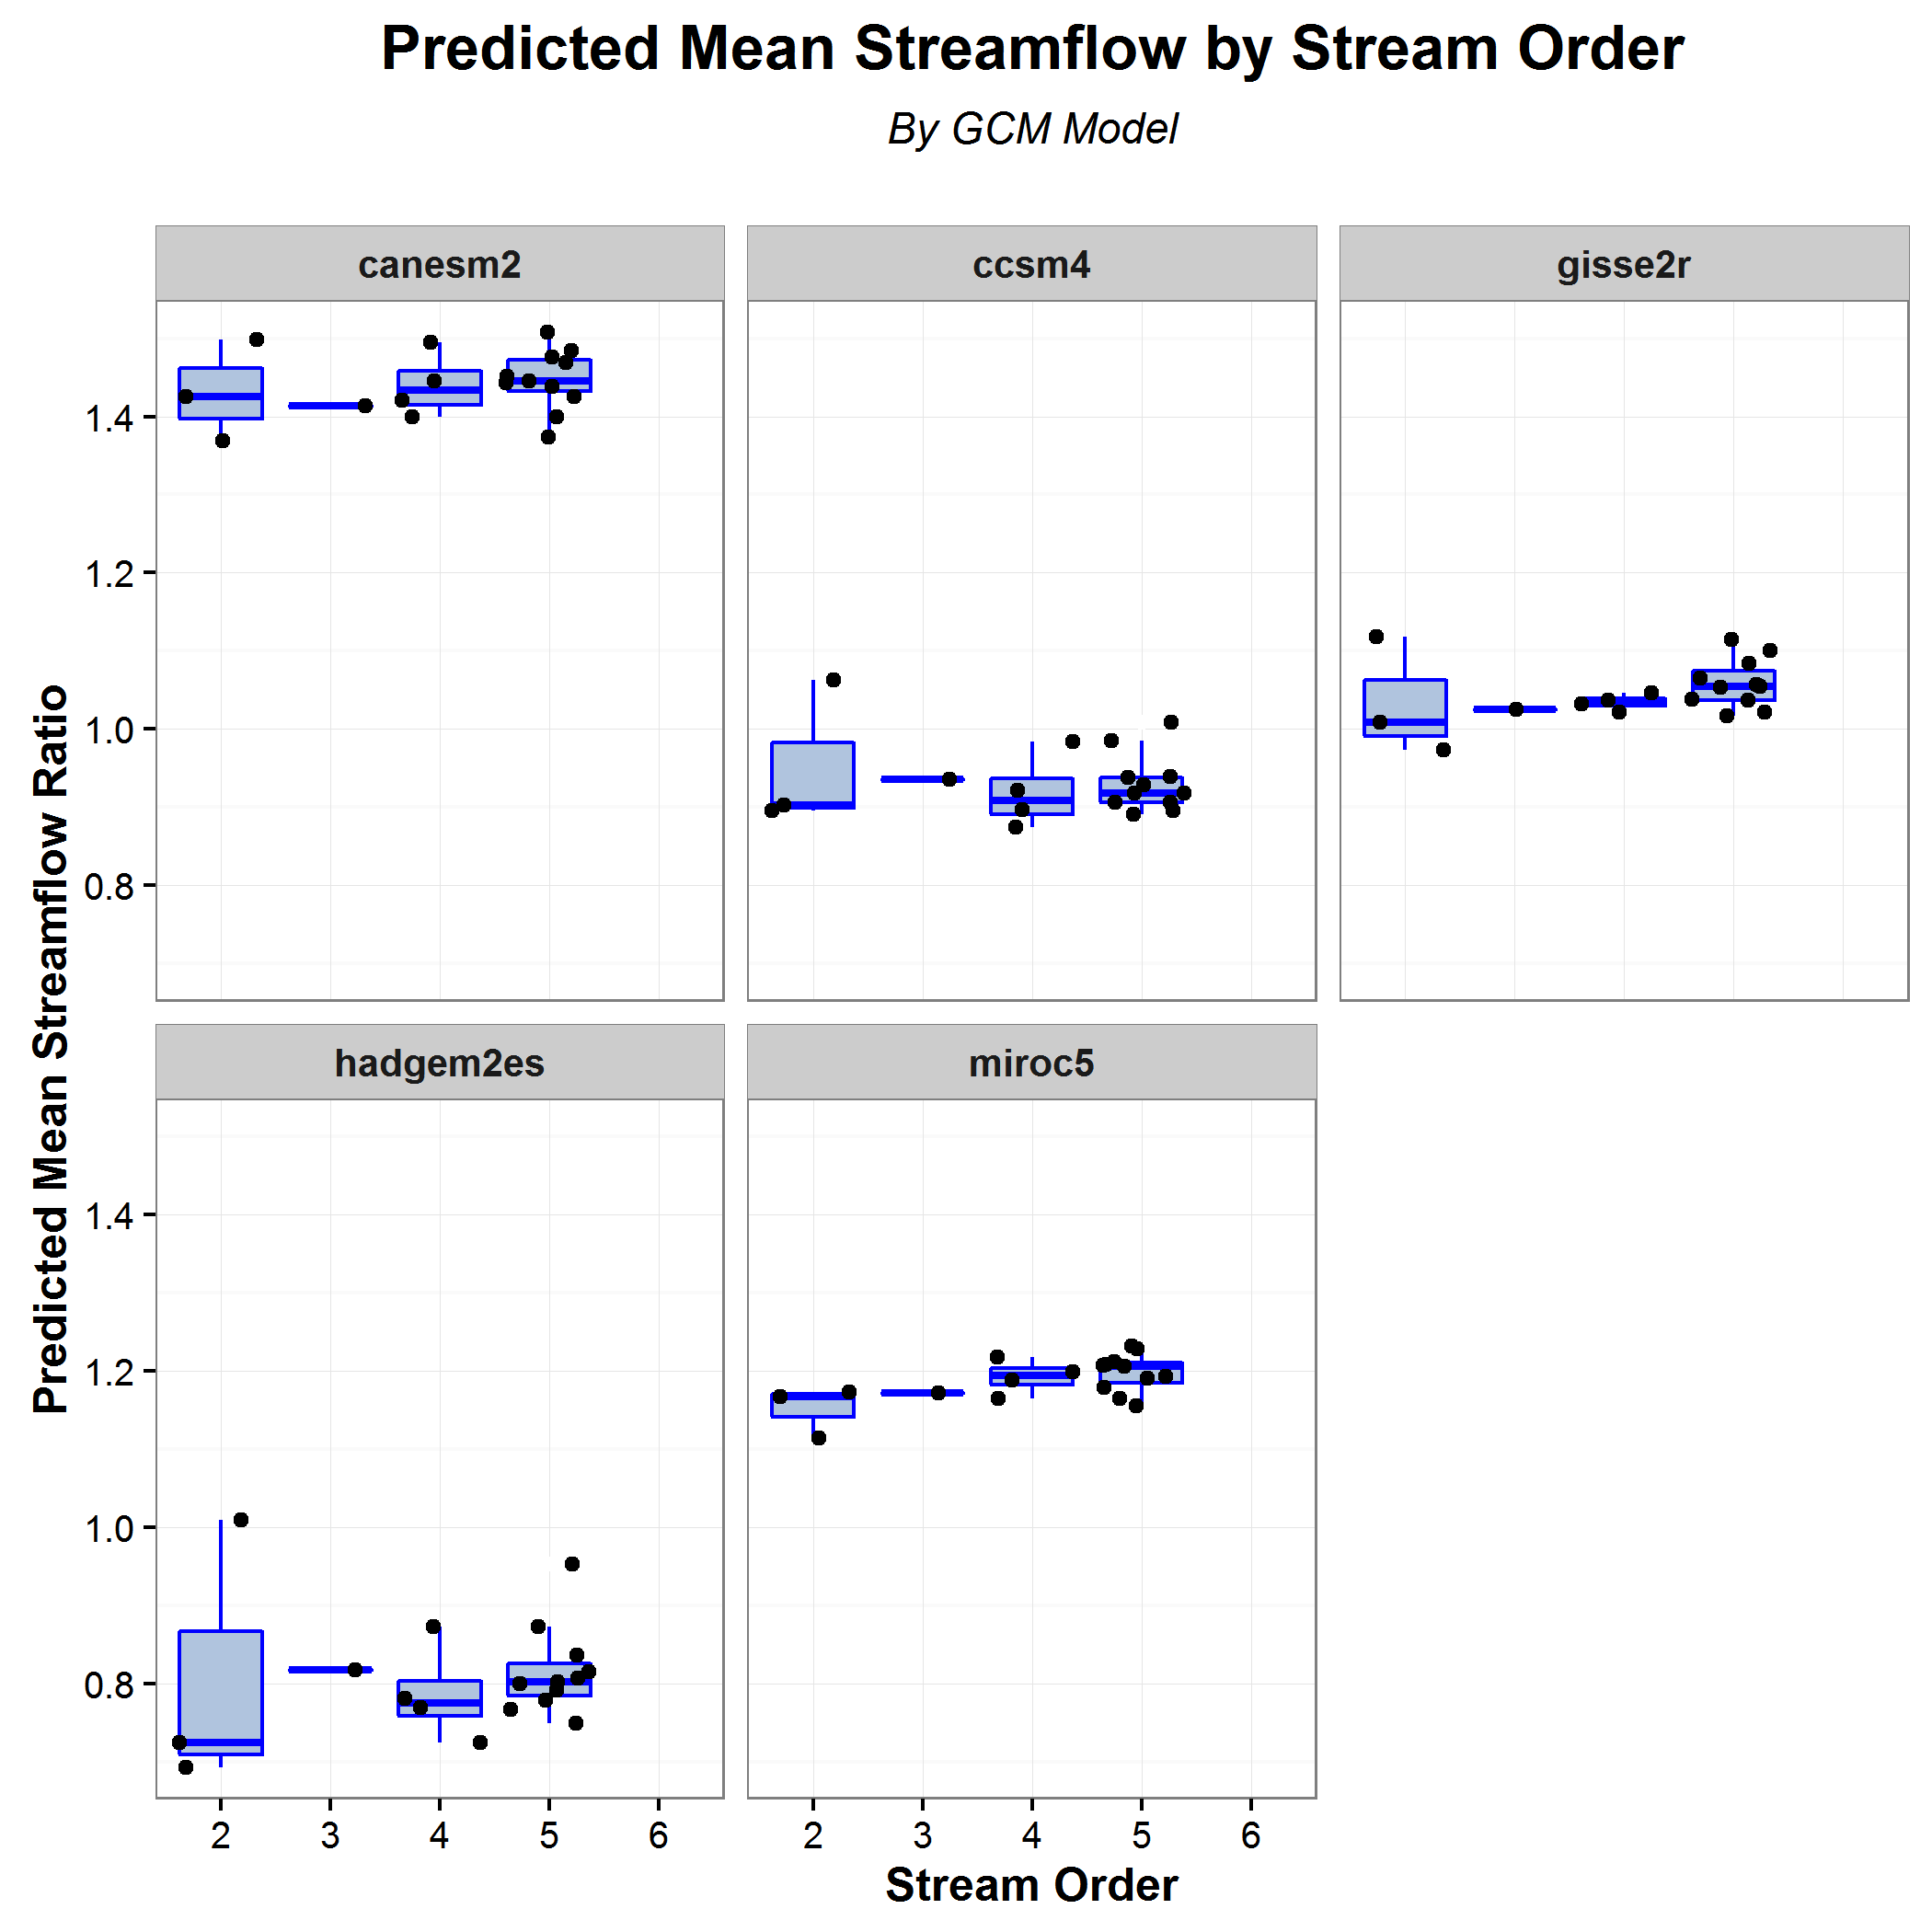 Predicted Mean Streamflow by Stream Order
By GCM Model
canesm2
ccsm4
gisse2r
1.4
1.2
1.0
0.8
Predicted Mean Streamflow Ratio
hadgem2es
miroc5
1.4
1.2
1.0
0.8
2 3 4 5 6
2 3 4 5 6
Stream Order